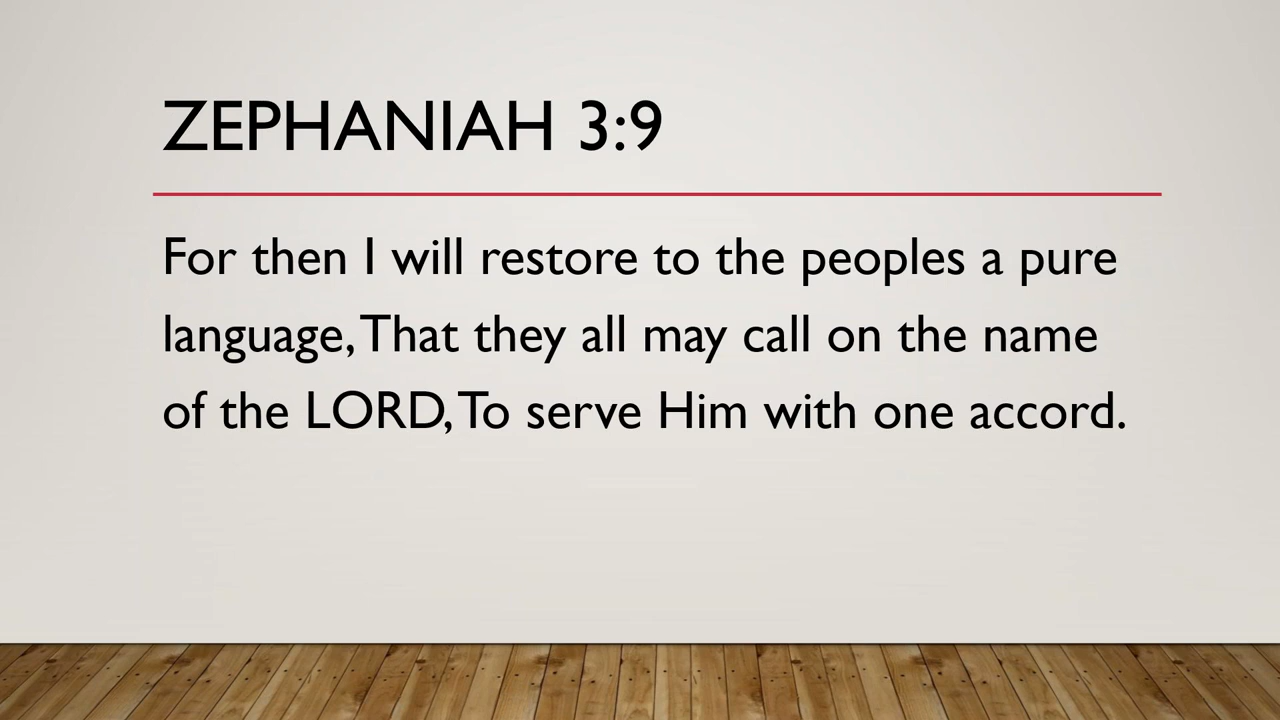 ZEPHANIAH 3:9
For then I will restore to the peoples a pure
language, That they all may call on the name
of the LORD, To serve Him with one accord.